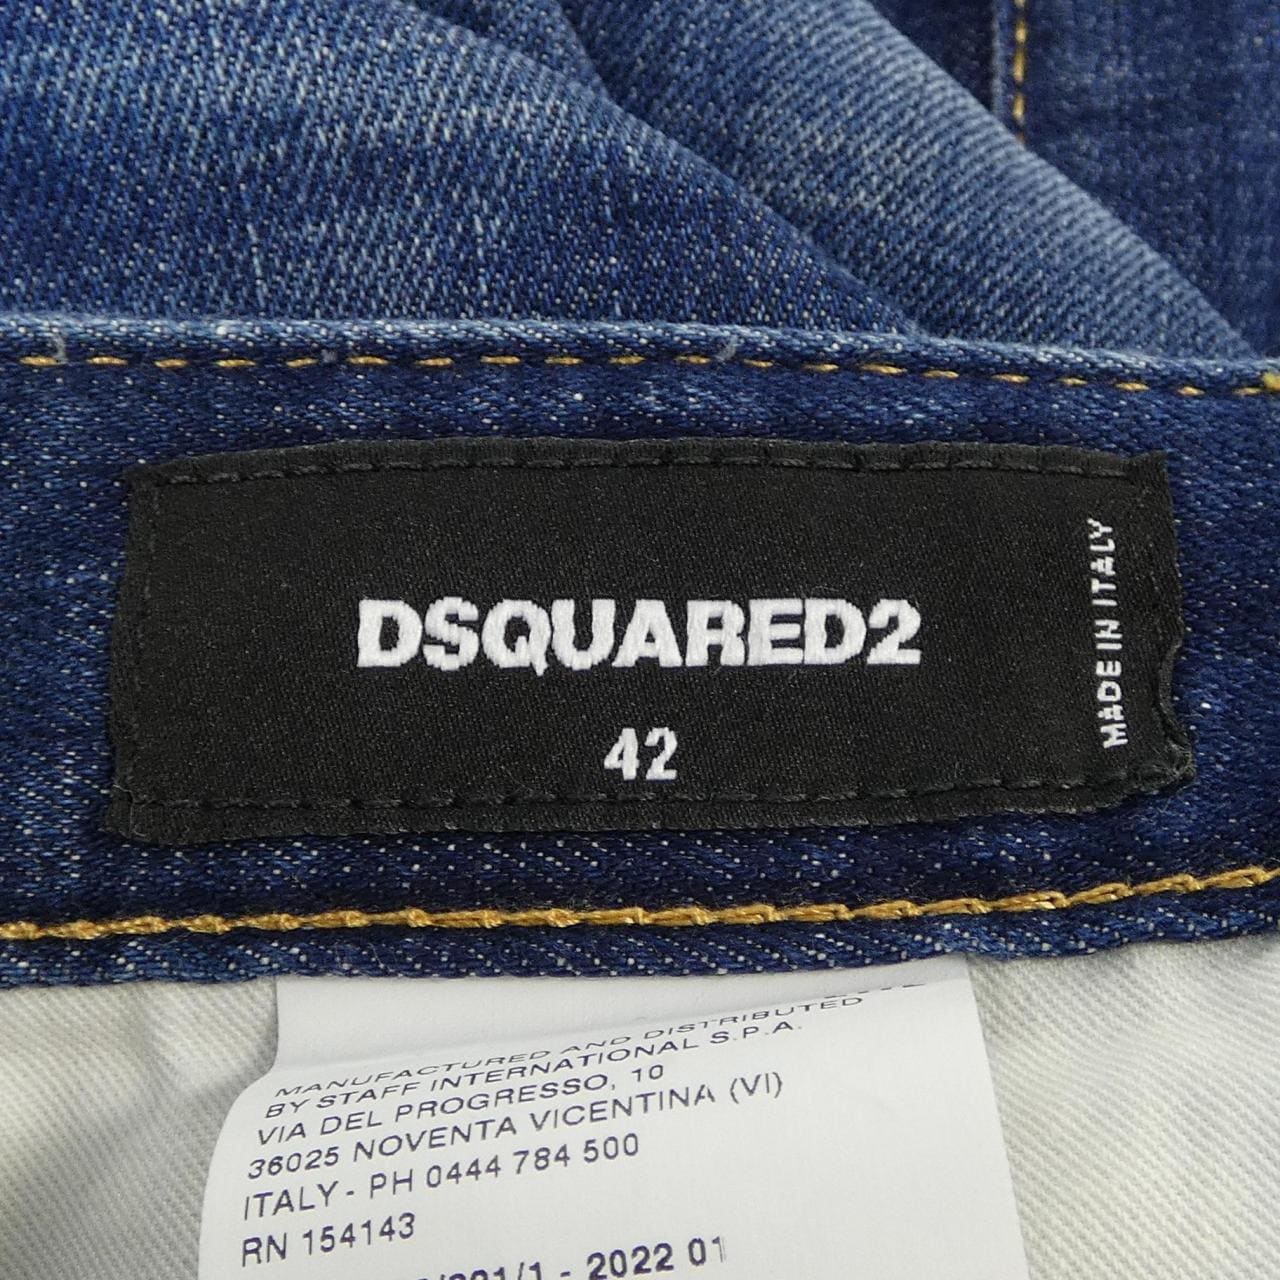 DSQUARED2
42
MADE IN ITALY
MANUFACTURED AND DISTRIBUTED
BY STAFF INTERNATIONAL S.P.A.
VIA DEL PROGRESSO, 10
36025 NOVENTA VICENTINA (VI)
ITALY - PH 0444 784 500
RN 154143
/1 - 2022 01